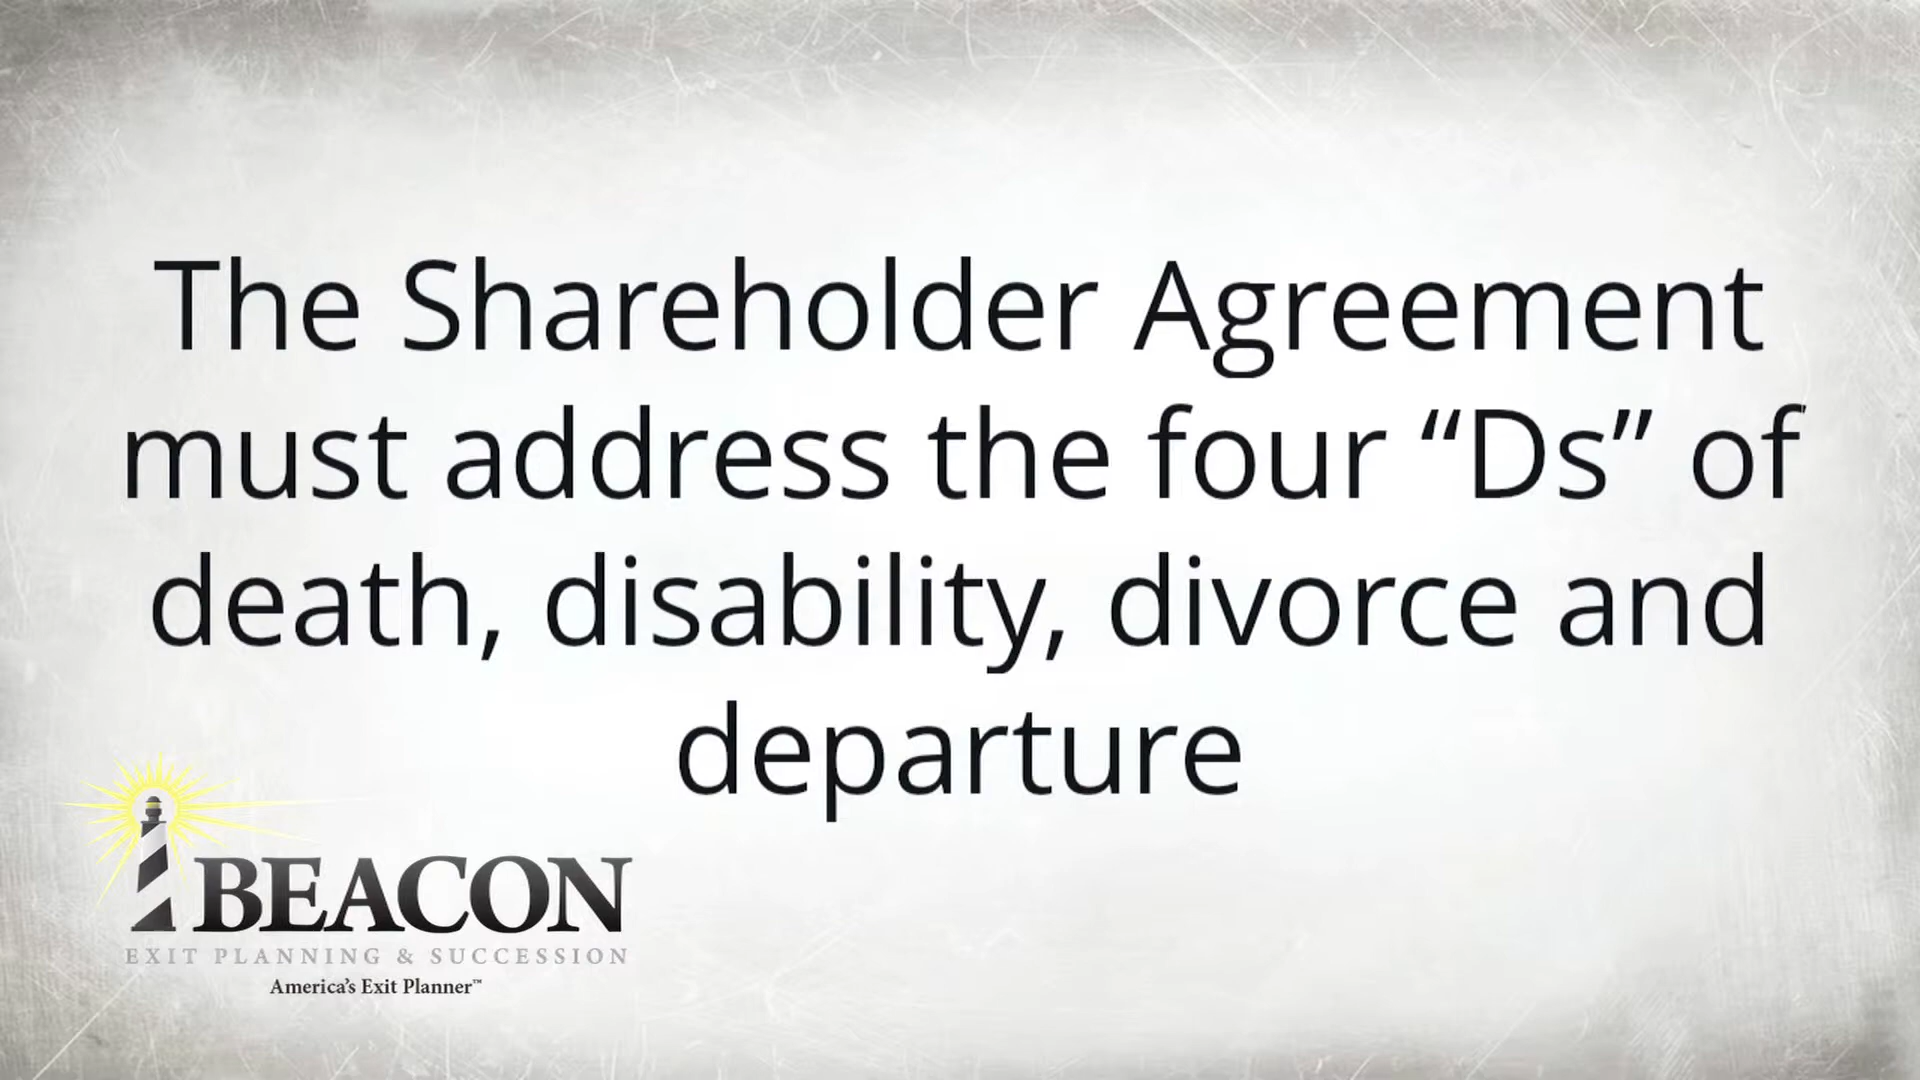 The Shareholder Agreement
must address the four “Ds” of
death, disability, divorce and
departure
BEACON
EXIT PLANNING & SUCCESSION
America’s Exit Planner™